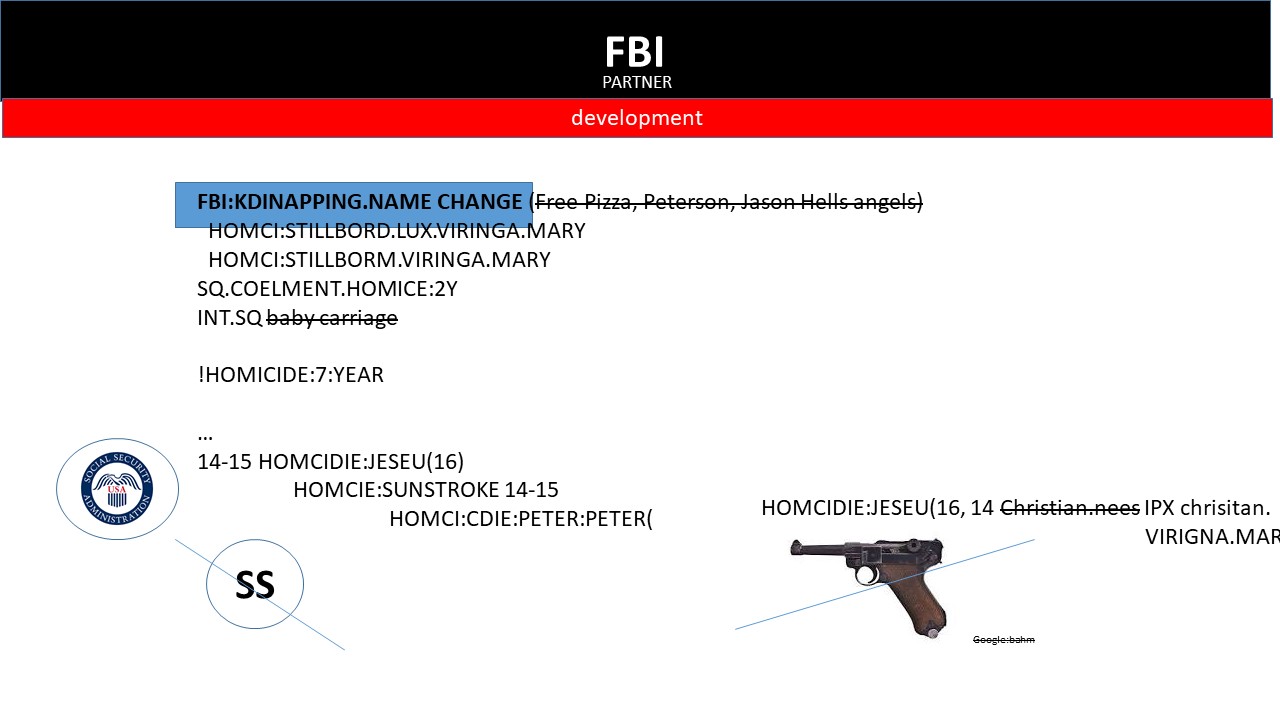 FBI
PARTNER
development
FBI:KDINAPPING.NAME CHANGE (Free Pizza, Peterson, Jason Hells angels)
HOMCI:STILLBORD.LUX.VIRINGA.MARY
HOMCI:STILLBORM.VIRINGA.MARY
SQ.COELMENT.HOMICE:2Y
INT.SQ baby carriage
!HOMICIDE:7:YEAR
...
14-15 HOMCIDIE:JESEU(16)
HOMCIE:SUNSTROKE 14-15
HOMCI:CDIE:PETER:PETER(
SOCIAL SECURITY
USA
ADMINISTRATION
SS
HOMCIDIE:JESEU(16, 14 Christian.nees IPX chrisitan.
VIRIGNA.MAR
Google:bahm